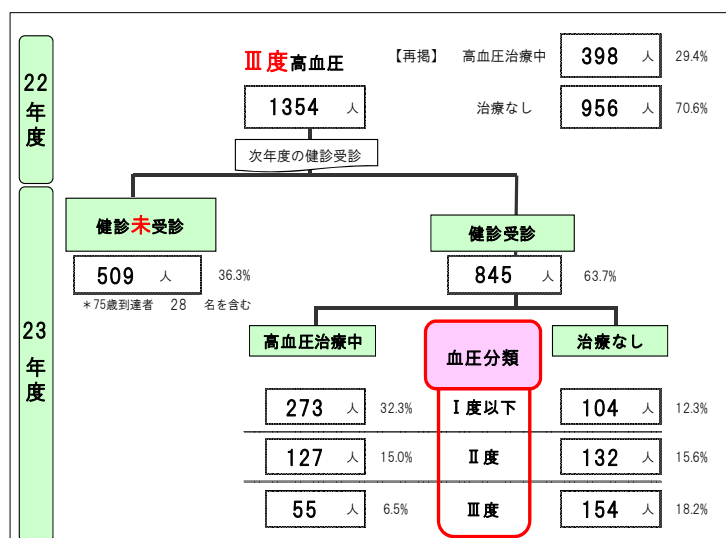 22年度
Ⅲ度高血圧
【再掲】 高血圧治療中 398 人 29.4%
1354 人
治療なし 956 人 70.6%
次年度の健診受診
23年度
健診未受診
健診受診
509 人 36.3%
845 人 63.7%
＊75歳到達者 28 名を含む
高血圧治療中
血圧分類
治療なし
273 人 32.3% Ⅰ度以下 104 人 12.3%
127 人 15.0% Ⅱ度 132 人 15.6%
55 人 6.5% Ⅲ度 154 人 18.2%